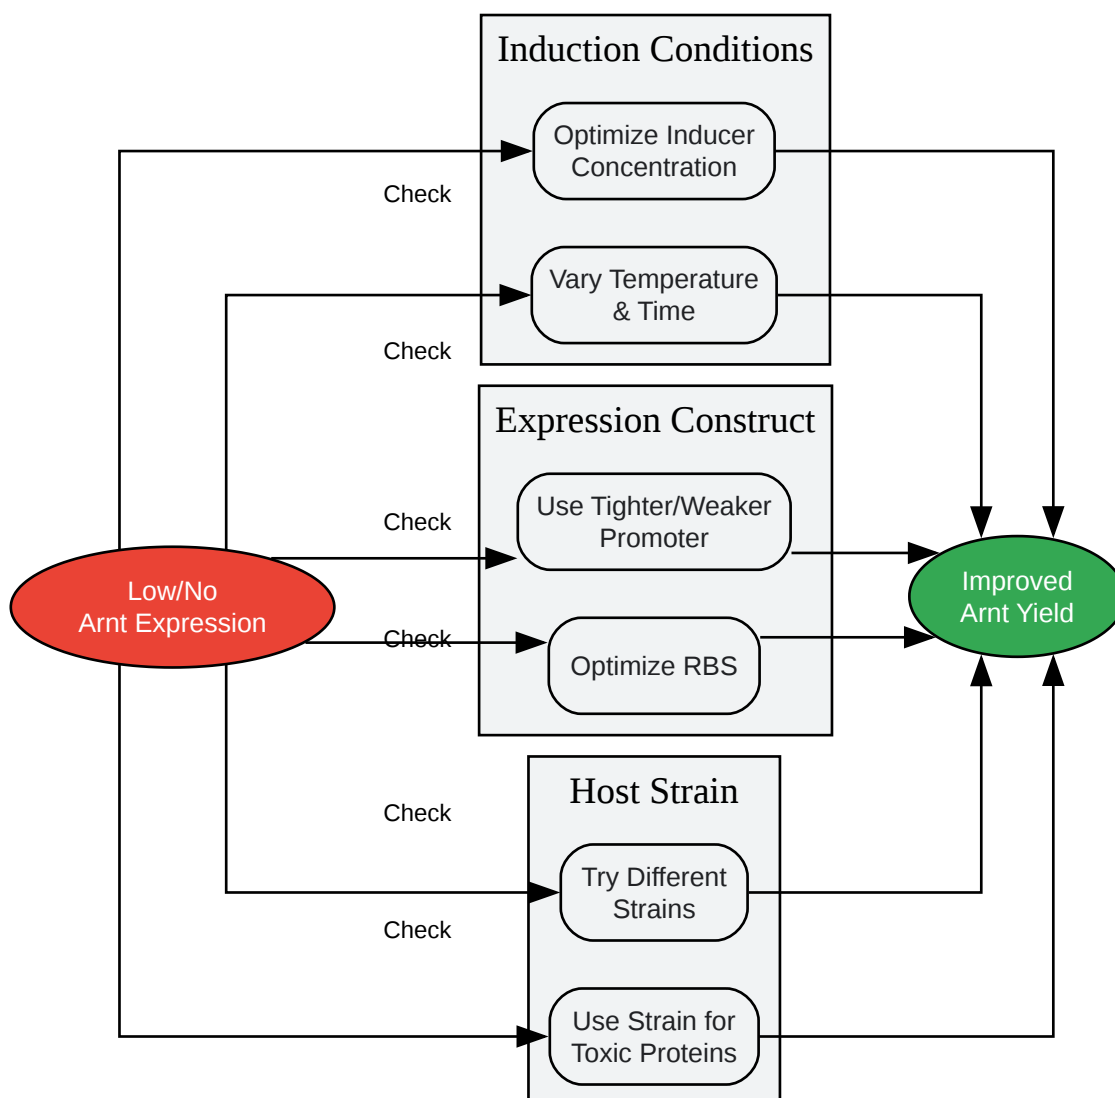 Induction Conditions
Optimize Inducer
Concentration
Check
Vary Temperature
& Time
Check
Expression Construct
Use Tighter/Weaker
Promoter
Check
Low/No
Arnt Expression
Improved
Arnt Yield
Check
Optimize RBS
Host Strain
Check
Try Different
Strains
Check
Use Strain for
Toxic Proteins